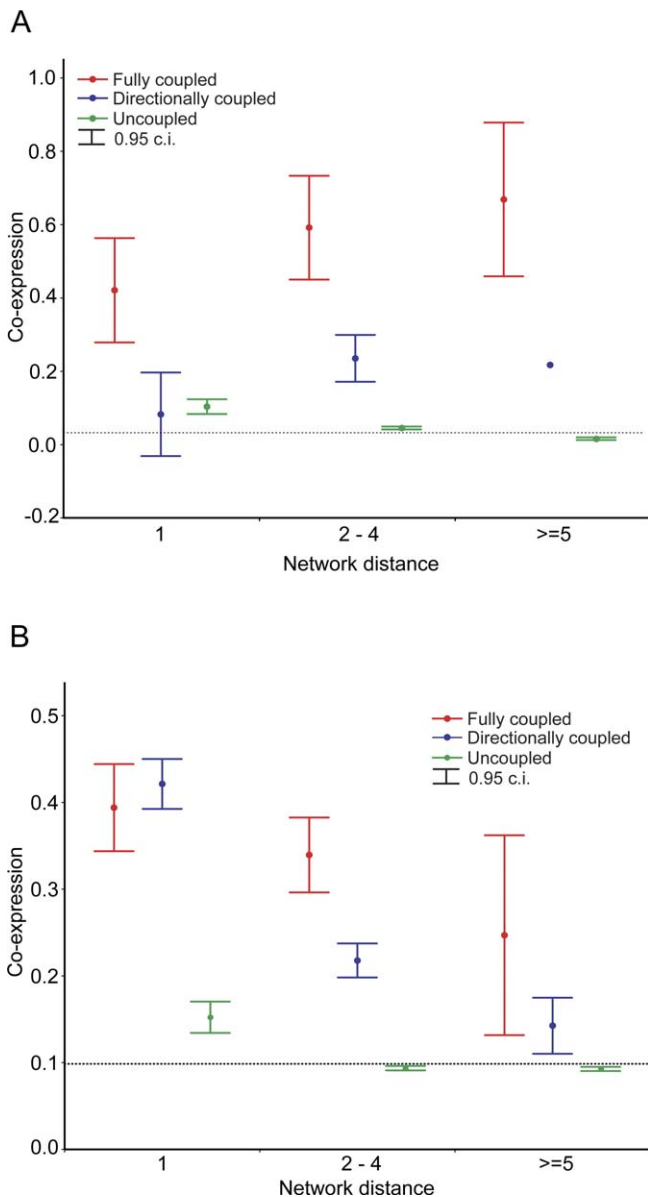 A
Fully coupled
Directionally coupled
Uncoupled
0.95 c.i.
Co-expression
1.0
0.8
0.6
0.4
0.2
0.0
-0.2
1
2 - 4
>=5
Network distance
B
Fully coupled
Directionally coupled
Uncoupled
0.95 c.i.
Co-expression
0.5
0.4
0.3
0.2
0.1
0.0
1
2 - 4
>=5
Network distance